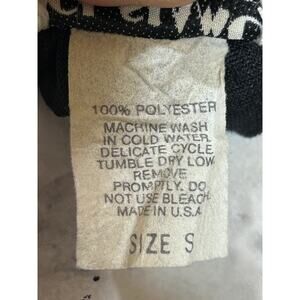 100% POLYESTER
MACHINE WASH
IN COLD WATER.
DELICATE CYCLE
TUMBLE DRY LOW.
REMOVE
PROMPTLY. DO
NOT USE BLEACH.
MADE IN U.S.A
SIZE S